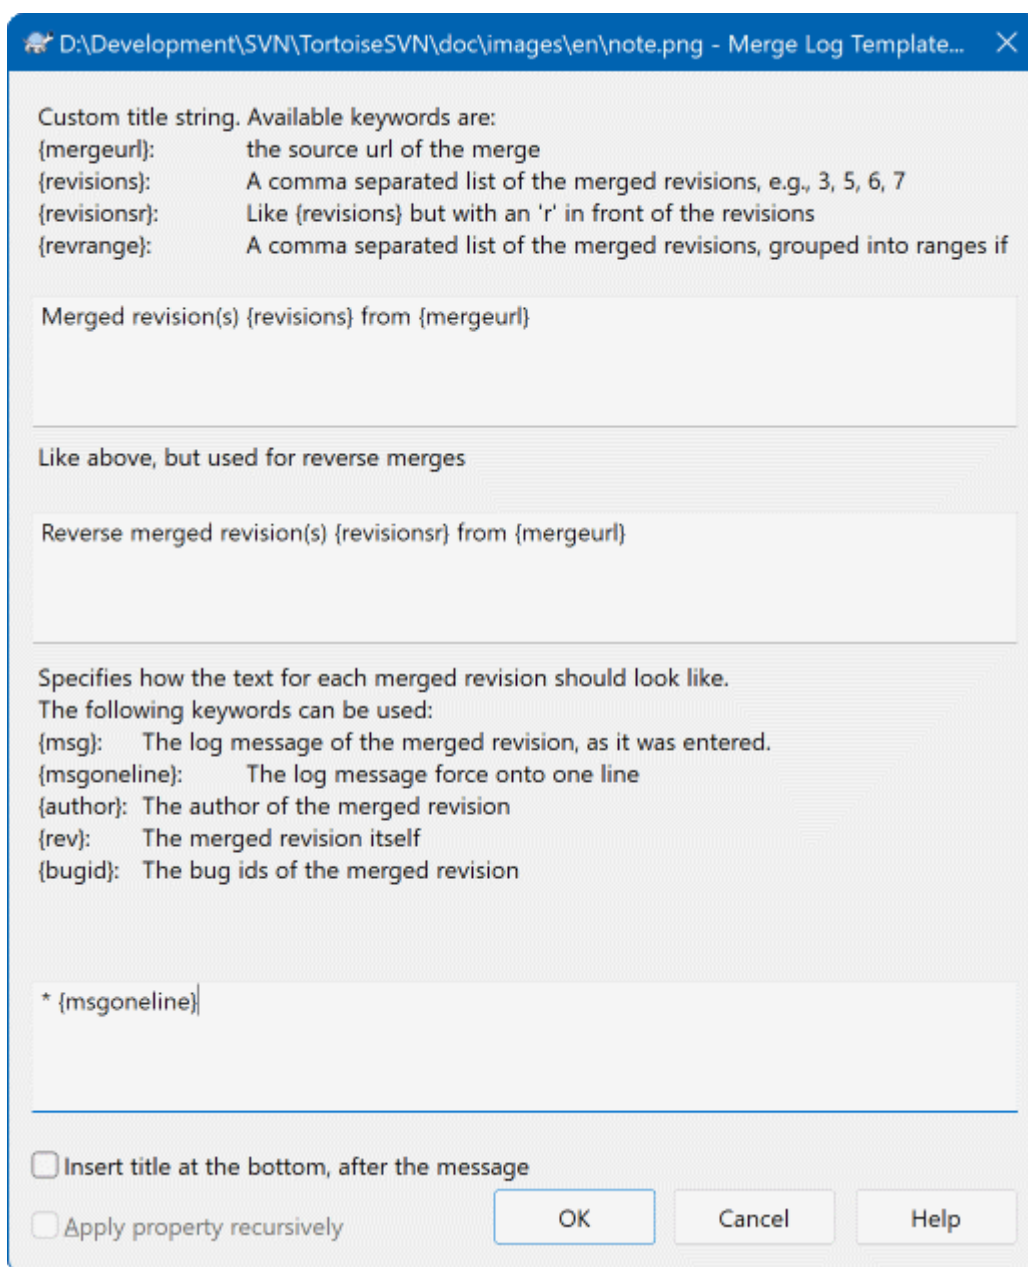 D:\Development\SVN\TortoiseSVN\doc\images\en\note.png - Merge Log Template...
Custom title string. Available keywords are:
{mergeurl}: the source url of the merge
{revisions}: A comma separated list of the merged revisions, e.g., 3, 5, 6, 7
{revisionsr}: Like {revisions} but with an 'r' in front of the revisions
{revrange}: A comma separated list of the merged revisions, grouped into ranges if
Merged revision(s) {revisions} from {mergeurl}
Like above, but used for reverse merges
Reverse merged revision(s) {revisionsr} from {mergeurl}
Specifies how the text for each merged revision should look like.
The following keywords can be used:
{msg}: The log message of the merged revision, as it was entered.
{msgoneline}: The log message force onto one line
{author}: The author of the merged revision
{rev}: The merged revision itself
{bugid}: The bug ids of the merged revision
* {msgoneline}
Insert title at the bottom, after the message
Apply property recursively
OK Cancel Help